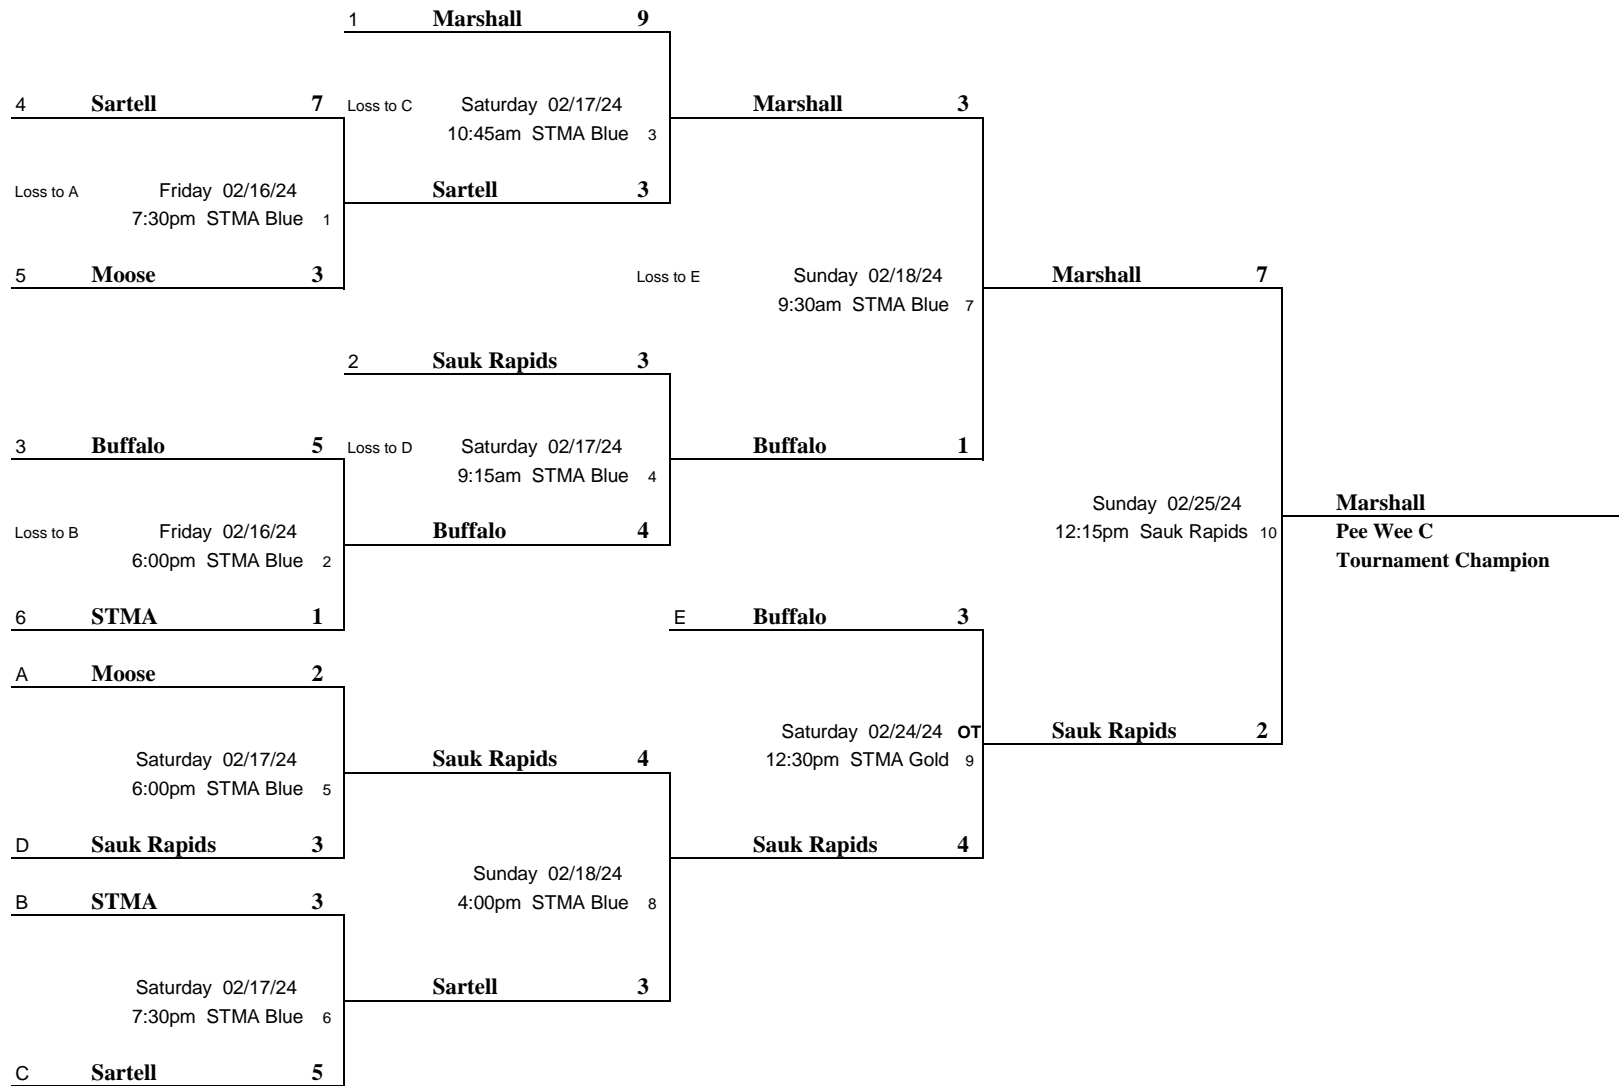 1 Marshall 9
4 Sartell 7 Loss to C Saturday 02/17/24 Marshall 3
10:45am STMA Blue 3
Loss to A Friday 02/16/24 Sartell 3
7:30pm STMA Blue 1
5 Moose 3 Loss to E Sunday 02/18/24 Marshall 7
9:30am STMA Blue 7
2 Sauk Rapids 3
3 Buffalo 5 Loss to D Saturday 02/17/24 Buffalo 1
9:15am STMA Blue 4
Sunday 02/25/24 Marshall
Loss to B Friday 02/16/24 Buffalo 4 12:15pm Sauk Rapids 10 Pee Wee C
6:00pm STMA Blue 2 Tournament Champion
6 STMA 1 E Buffalo 3
A Moose 2
Saturday 02/24/24 OT Sauk Rapids 2
Saturday 02/17/24 Sauk Rapids 4 12:30pm STMA Gold 9
6:00pm STMA Blue 5
D Sauk Rapids 3 Sauk Rapids 4
Sunday 02/18/24
B STMA 3 4:00pm STMA Blue 8
Saturday 02/17/24 Sartell 3
7:30pm STMA Blue 6
C Sartell 5